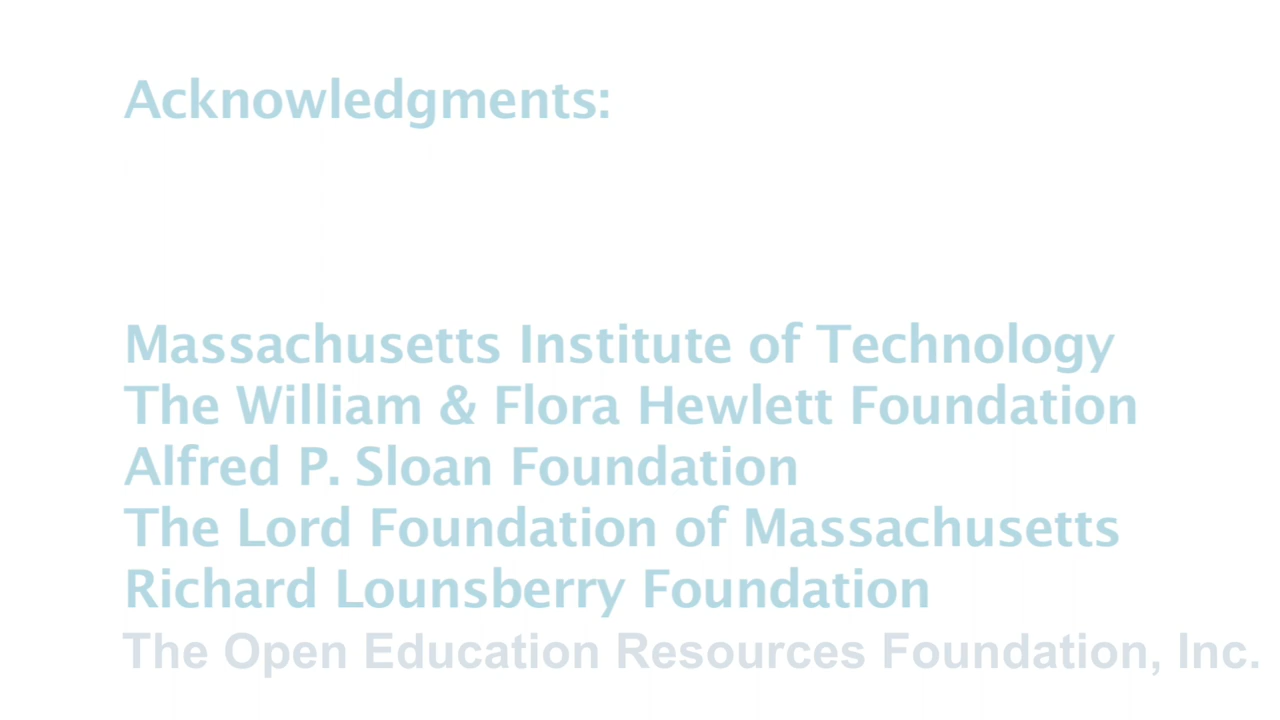 Acknowledgments:
Massachusetts Institute of Technology
The William & Flora Hewlett Foundation
Alfred P. Sloan Foundation
The Lord Foundation of Massachusetts
Richard Lounsberry Foundation
The Open Education Resources Foundation, Inc.